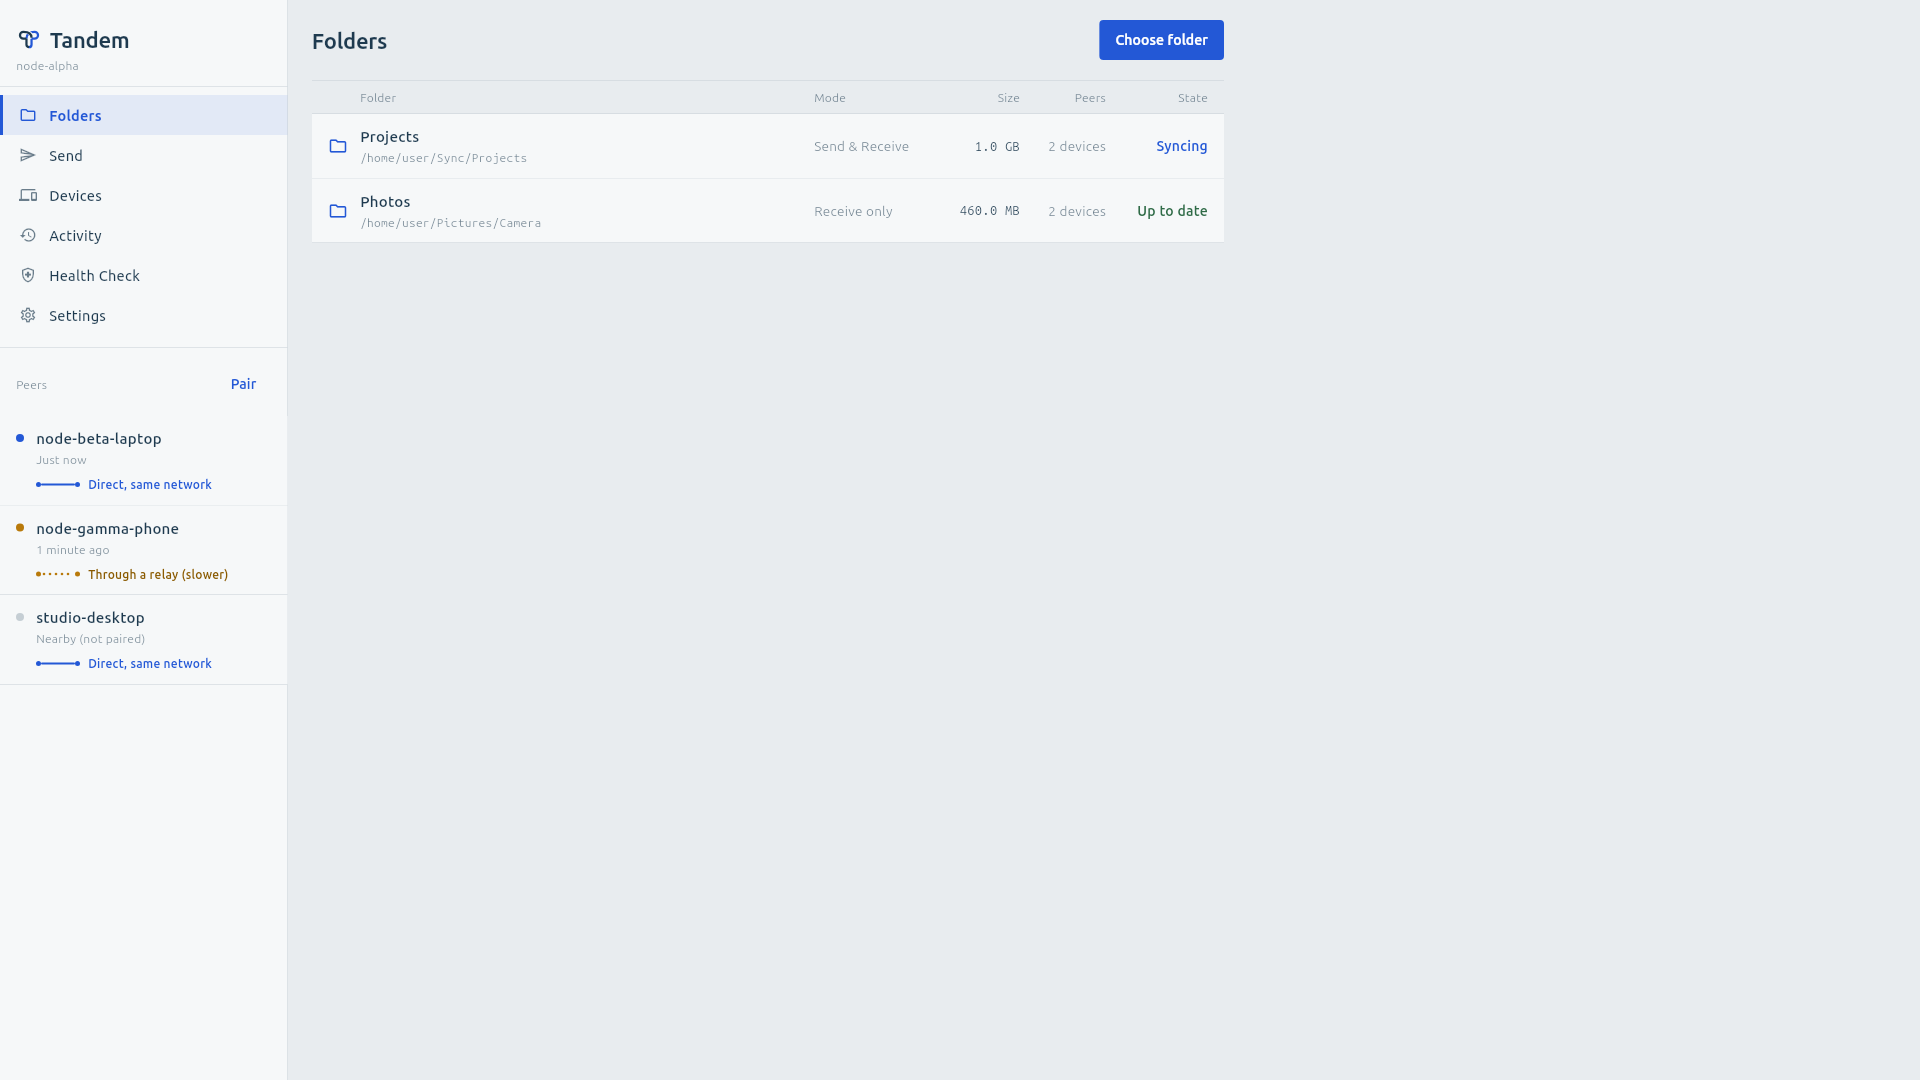 Tandem
node-alpha
Folders
Send
Devices
Activity
Health Check
Settings
Peers Pair
node-beta-laptop
Just now
Direct, same network
node-gamma-phone
1 minute ago
Through a relay (slower)
studio-desktop
Nearby (not paired)
Direct, same network
Folders Choose folder
Folder Mode Size Peers State
Projects
/home/user/Sync/Projects
Send & Receive 1.0 GB 2 devices Syncing
Photos
/home/user/Pictures/Camera
Receive only 460.0 MB 2 devices Up to date